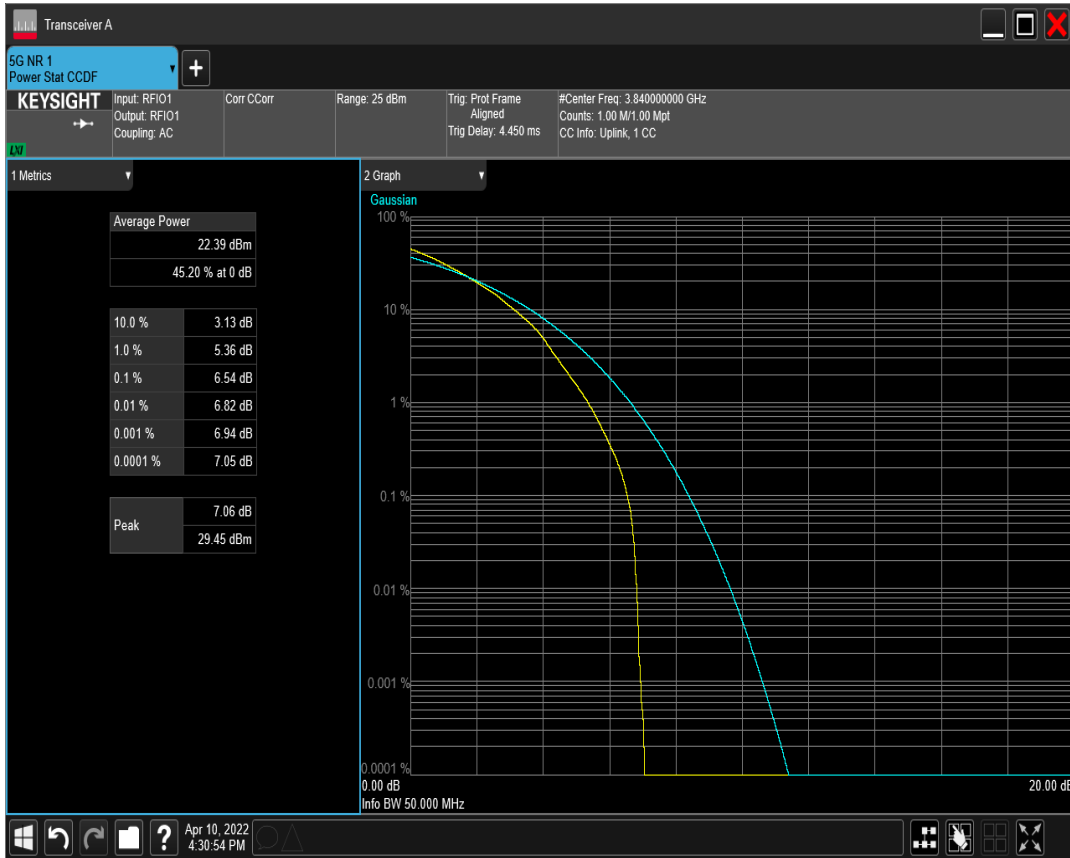 Transceiver A
5G NR 1
Power Stat CCDF
+
KEYSIGHT
LXI
Input: RFIO1
Output: RFIO1
Coupling: AC
Corr CCorr
Range: 25 dBm
Trig: Prot Frame
Aligned
Trig Delay: 4.450 ms
#Center Freq: 3.840000000 GHz
Counts: 1.00 M/1.00 Mpt
CC Info: Uplink, 1 CC
1 Metrics
Average Power
22.39 dBm
45.20 % at 0 dB
10.0 % 3.13 dB
1.0 % 5.36 dB
0.1 % 6.54 dB
0.01 % 6.82 dB
0.001 % 6.94 dB
0.0001 % 7.05 dB
Peak
7.06 dB
29.45 dBm
2 Graph
Gaussian
100 %
10 %
1 %
0.1 %
0.01 %
0.001 %
0.0001 %
0.00 dB 20.00 dB
Info BW 50.000 MHz
?
Apr 10, 2022
4:30:54 PM